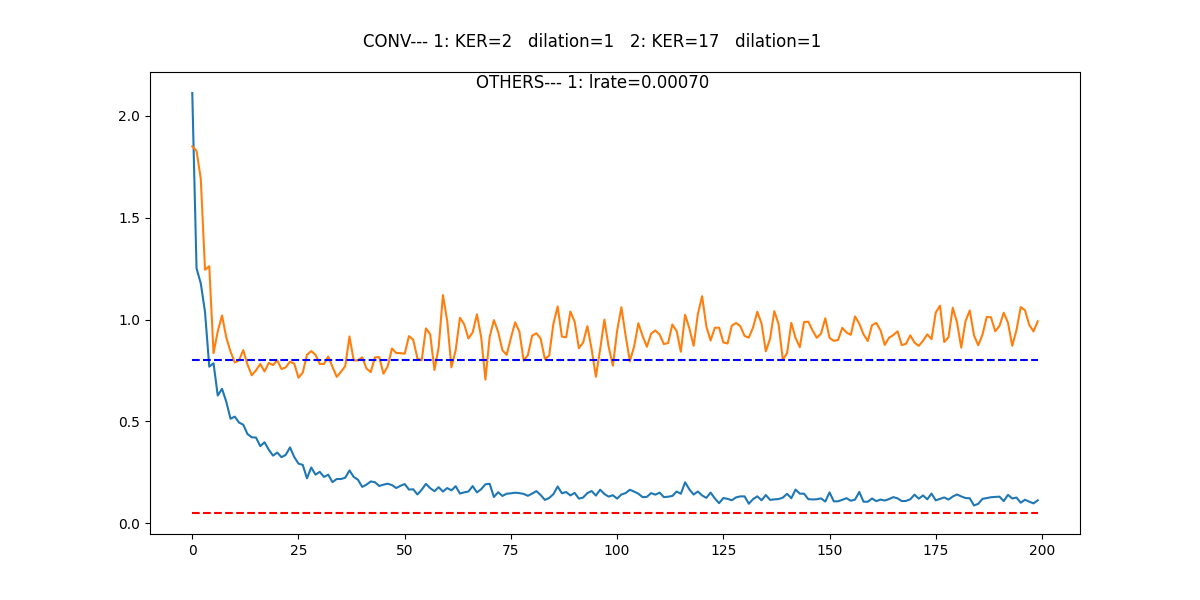 CONV--- 1: KER=2   dilation=1   2: KER=17   dilation=1
OTHERS--- 1: lrate=0.00070
2.0
1.5
1.0
0.5
0.0
0 25 50 75 100 125 150 175 200